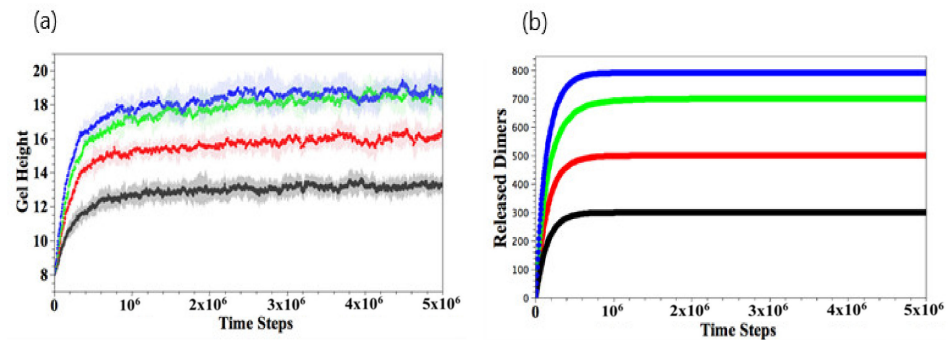 (a)
Gel Height
20
18
16
14
12
10
8
0
10⁶
2x10⁶
3x10⁶
4x10⁶
5x10⁶
Time Steps
(b)
Released Dimers
800
700
600
500
400
300
200
100
0
0
10⁶
2x10⁶
3x10⁶
4x10⁶
5x10⁶
Time Steps